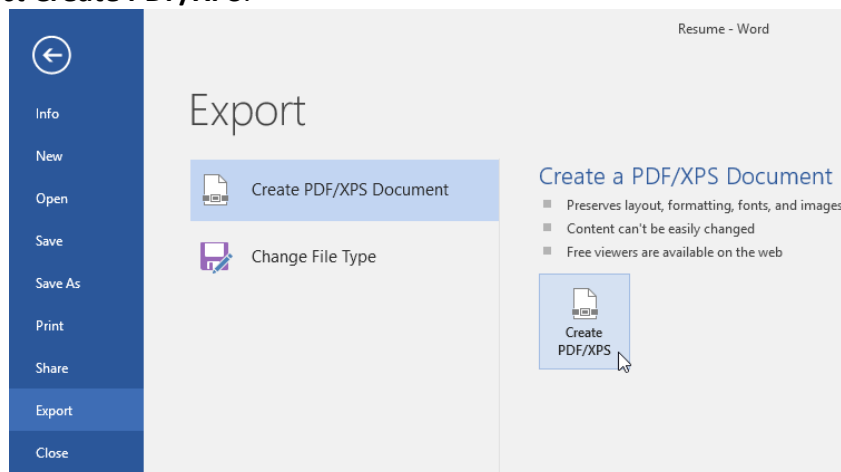 Resume - Word
Info
New
Open
Save
Save As
Print
Share
Export
Close
Export
Create PDF/XPS Document
Change File Type
Create a PDF/XPS Document
Preserves layout, formatting, fonts, and images
Content can't be easily changed
Free viewers are available on the web
Create
PDF/XPS